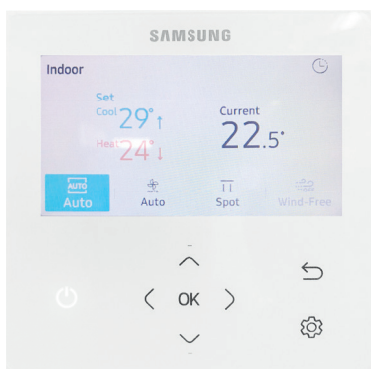 SAMSUNG
Indoor
Set
Cool 29°↑
Heat 24°↓
Current
22.5°
AUTO
Auto
Auto
Spot
Wind-Free
OK